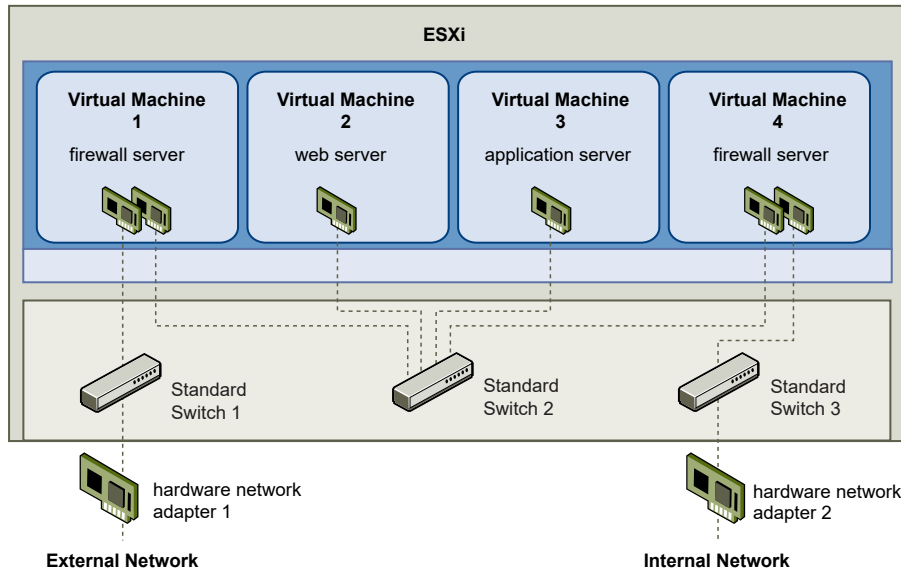 ESXi
Virtual Machine
1
firewall server
Virtual Machine
2
web server
Virtual Machine
3
application server
Virtual Machine
4
firewall server
Standard
Switch 1
Standard
Switch 2
Standard
Switch 3
hardware network
adapter 1
hardware network
adapter 2
External Network
Internal Network